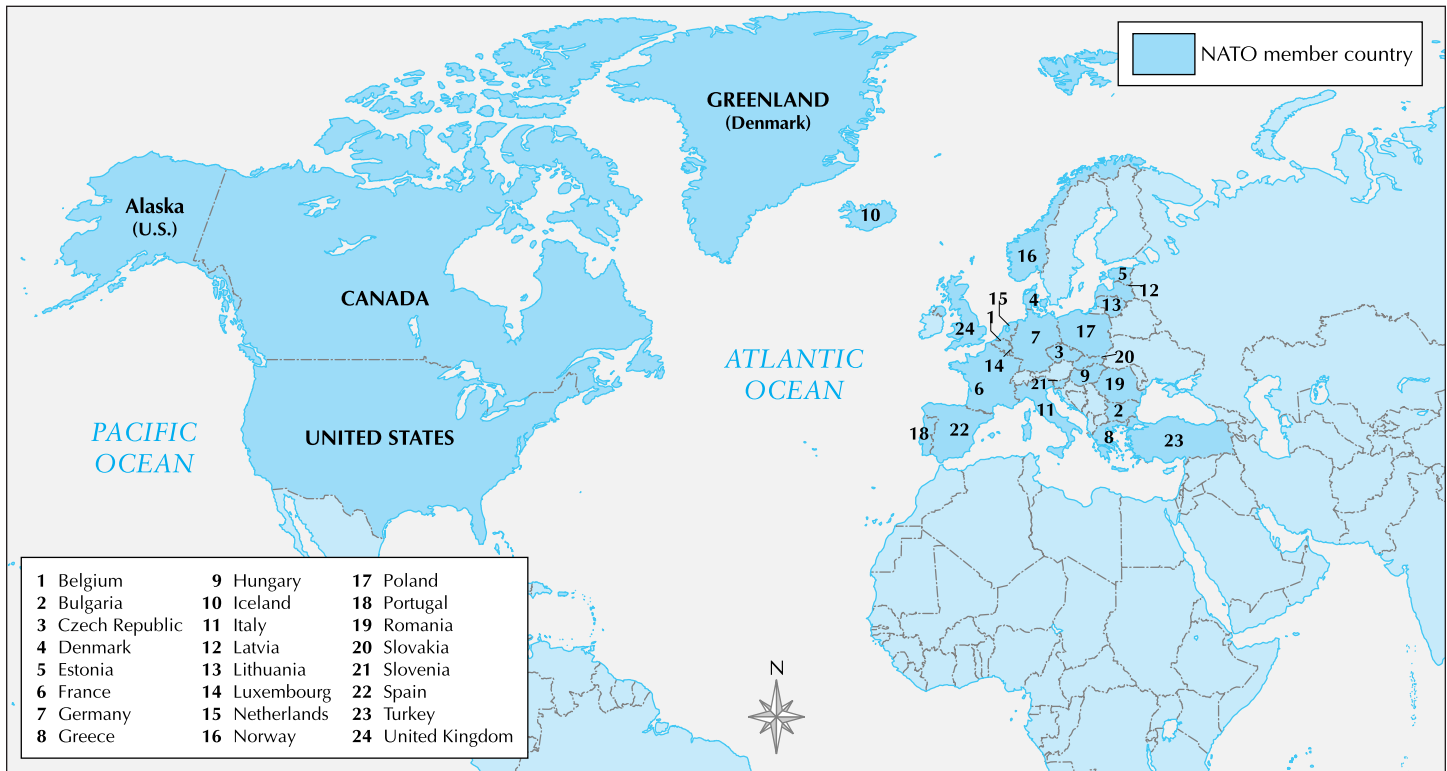 NATO member country
GREENLAND
(Denmark)
Alaska
(U.S.)
10
16
5
CANADA
15
4
12
1
13
24
7
17
ATLANTIC
OCEAN
3
20
14
9
21
19
6
11
2
UNITED STATES
PACIFIC
OCEAN
18
22
8
23
1 Belgium
2 Bulgaria
3 Czech Republic
4 Denmark
5 Estonia
6 France
7 Germany
8 Greece
9 Hungary
10 Iceland
11 Italy
12 Latvia
13 Lithuania
14 Luxembourg
15 Netherlands
16 Norway
17 Poland
18 Portugal
19 Romania
20 Slovakia
21 Slovenia
22 Spain
23 Turkey
24 United Kingdom
N